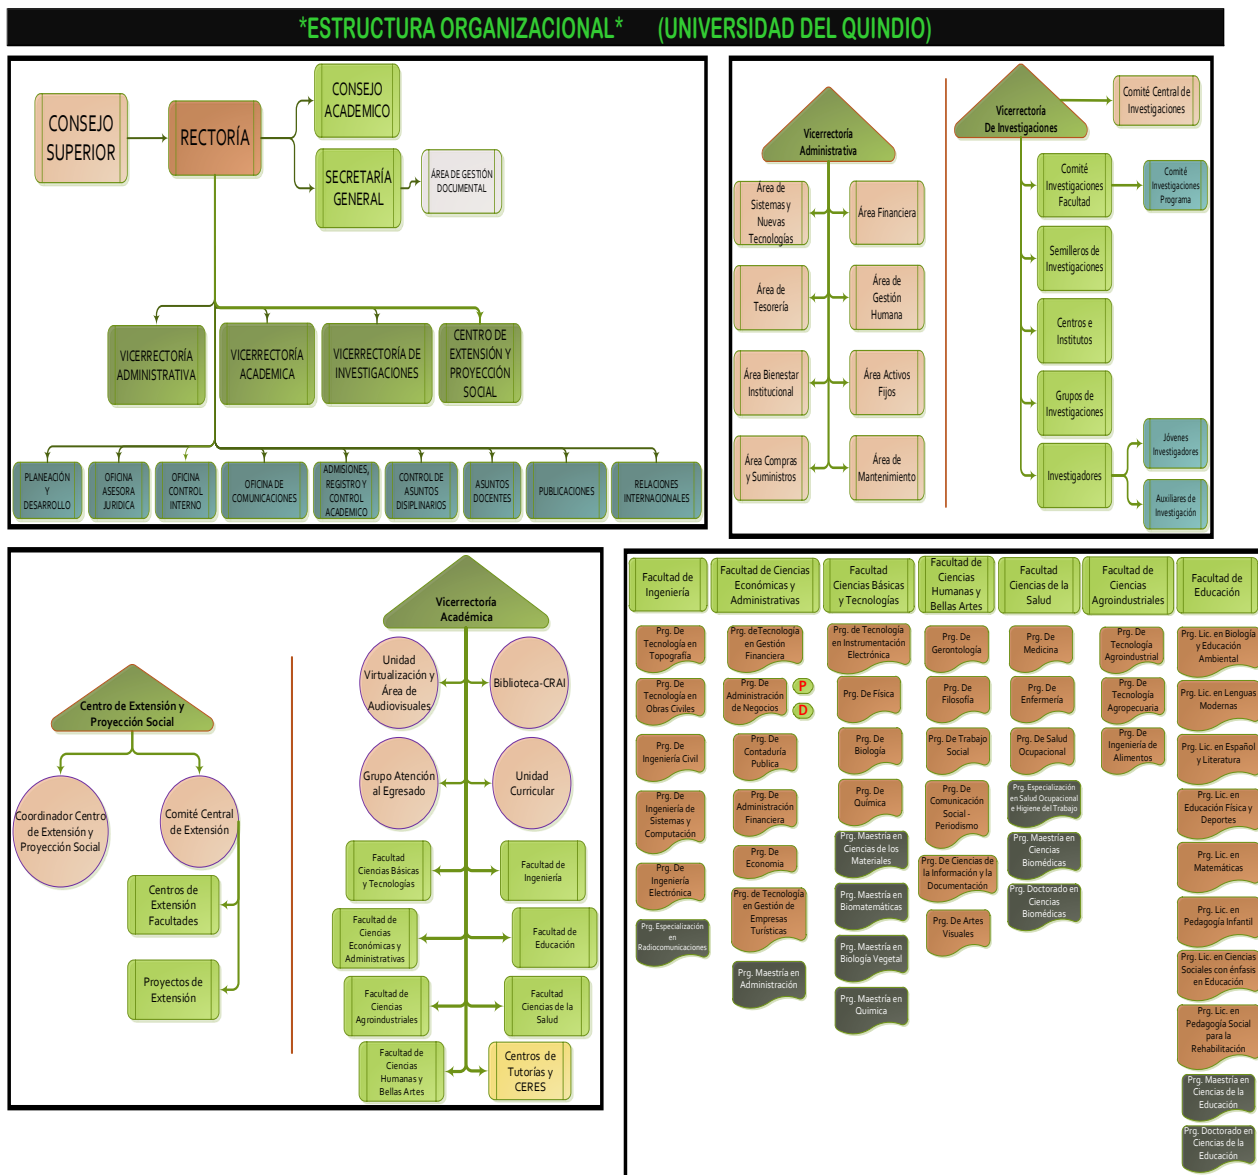 *ESTRUCTURA ORGANIZACIONAL* (UNIVERSIDAD DEL QUINDIO)
CONSEJO
SUPERIOR
RECTORÍA
CONSEJO
ACADEMICO
SECRETARÍA
GENERAL
ÁREA DE GESTIÓN
DOCUMENTAL
VICERRECTORÍA
ADMINISTRATIVA
VICERRECTORÍA
ACADEMICA
VICERRECTORÍA DE
INVESTIGACIONES
CENTRO DE
EXTENSIÓN Y
PROYECCIÓN
SOCIAL
PLANEACIÓN
Y
DESARROLLO
OFICINA
ASESORA
JURIDICA
OFICINA
CONTROL
INTERNO
OFICINA DE
COMUNICACIONES
ADMISIONES,
REGISTRO Y
CONTROL
ACADEMICO
CONTROL DE
ASUNTOS
DISIPLINARIOS
ASUNTOS
DOCENTES
PUBLICACIONES
RELACIONES
INTERNACIONALES
Vicerrectoría
Administrativa
Área de
Sistemas y
Nuevas
Tecnologías
Área Financiera
Área de
Tesorería
Área de
Gestión
Humana
Área Bienestar
Institucional
Área Activos
Fijos
Área Compras
y Suministros
Área de
Mantenimiento
Vicerrectoría
De Investigaciones
Comité Central de
Investigaciones
Comité
Investigaciones
Facultad
Comité
Investigaciones
Programa
Semilleros de
Investigaciones
Centros e
Institutos
Grupos de
Investigaciones
Investigadores
Jóvenes
Investigadores
Auxiliares de
Investigación
Centro de Extensión y
Proyección Social
Coordinador Centro
de Extensión y
Proyección Social
Comité Central
de Extensión
Centros de
Extensión
Facultades
Proyectos de
Extensión
Vicerrectoría
Académica
Unidad
Virtualización y
Área de
Audiovisuales
Biblioteca-CRAI
Grupo Atención
al Egresado
Unidad
Curricular
Facultad
Ciencias Básicas
y Tecnologías
Facultad de
Ingeniería
Facultad de
Ciencias
Económicas y
Administrativas
Facultad de
Educación
Facultad de
Ciencias
Agroindustriales
Facultad
Ciencias de la
Salud
Facultad de
Ciencias
Humanas y
Bellas Artes
Centros de
Tutorías y
CERES
Facultad de
Ingeniería
Prg. De
Tecnología en
Topografía
Prg. De
Tecnología en
Obras Civiles
Prg. De
Ingeniería Civil
Prg. De
Ingeniería de
Sistemas y
Computación
Prg. De
Ingeniería
Electrónica
Prg. Especialización
en
Radiocomunicaciones
Facultad de Ciencias
Económicas y
Administrativas
Prg. deTecnología
en Gestión
Financiera
Prg. De
Administración
de Negocios
P
D
Prg. De
Contaduría
Publica
Prg. De
Administración
Financiera
Prg. De
Economia
Prg. de Tecnología
en Gestión de
Empresas
Turísticas
Prg. Maestría en
Administración
Facultad
Ciencias Básicas
y Tecnologías
Prg. de Tecnología
en Instrumentación
Electrónica
Prg. De Física
Prg. De
Biología
Prg. De
Química
Prg. Maestría en
Ciencias de los
Materiales
Prg. Maestría en
Biomatemáticas
Prg. Maestría en
Biología Vegetal
Prg. Maestría en
Quimica
Facultad de
Ciencias
Humanas y
Bellas Artes
Prg. De
Gerontología
Prg. De
Filosofía
Prg. De Trabajo
Social
Prg. De
Comunicación
Social -
Periodismo
Prg. De Ciencias de
la Información y la
Documentación
Prg. De Artes
Visuales
Facultad
Ciencias de la
Salud
Prg. De
Medicina
Prg. De
Enfermería
Prg. De Salud
Ocupacional
Prg. Especialización
en Salud Ocupacional
e Higiene del Trabajo
Prg. Maestría en
Ciencias
Biomédicas
Prg. Doctorado en
Ciencias
Biomédicas
Facultad de
Ciencias
Agroindustriales
Prg. De
Tecnología
Agroindustrial
Prg. De
Tecnología
Agropecuaria
Prg. De
Ingeniería de
Alimentos
Facultad de
Educación
Prg. Lic. en Biología
y Educación
Ambiental
Prg. Lic. en Lenguas
Modernas
Prg. Lic. en Español
y Literatura
Prg. Lic. en
Educación Física y
Deportes
Prg. Lic. en
Matemáticas
Prg. Lic. en
Pedagogía Infantil
Prg. Lic. en Ciencias
Sociales con énfasis
en Educación
Prg. Lic. en
Pedagogía Social
para la
Rehabilitación
Prg. Maestría en
Ciencias de la
Educación
Prg. Doctorado en
Ciencias de la
Educación